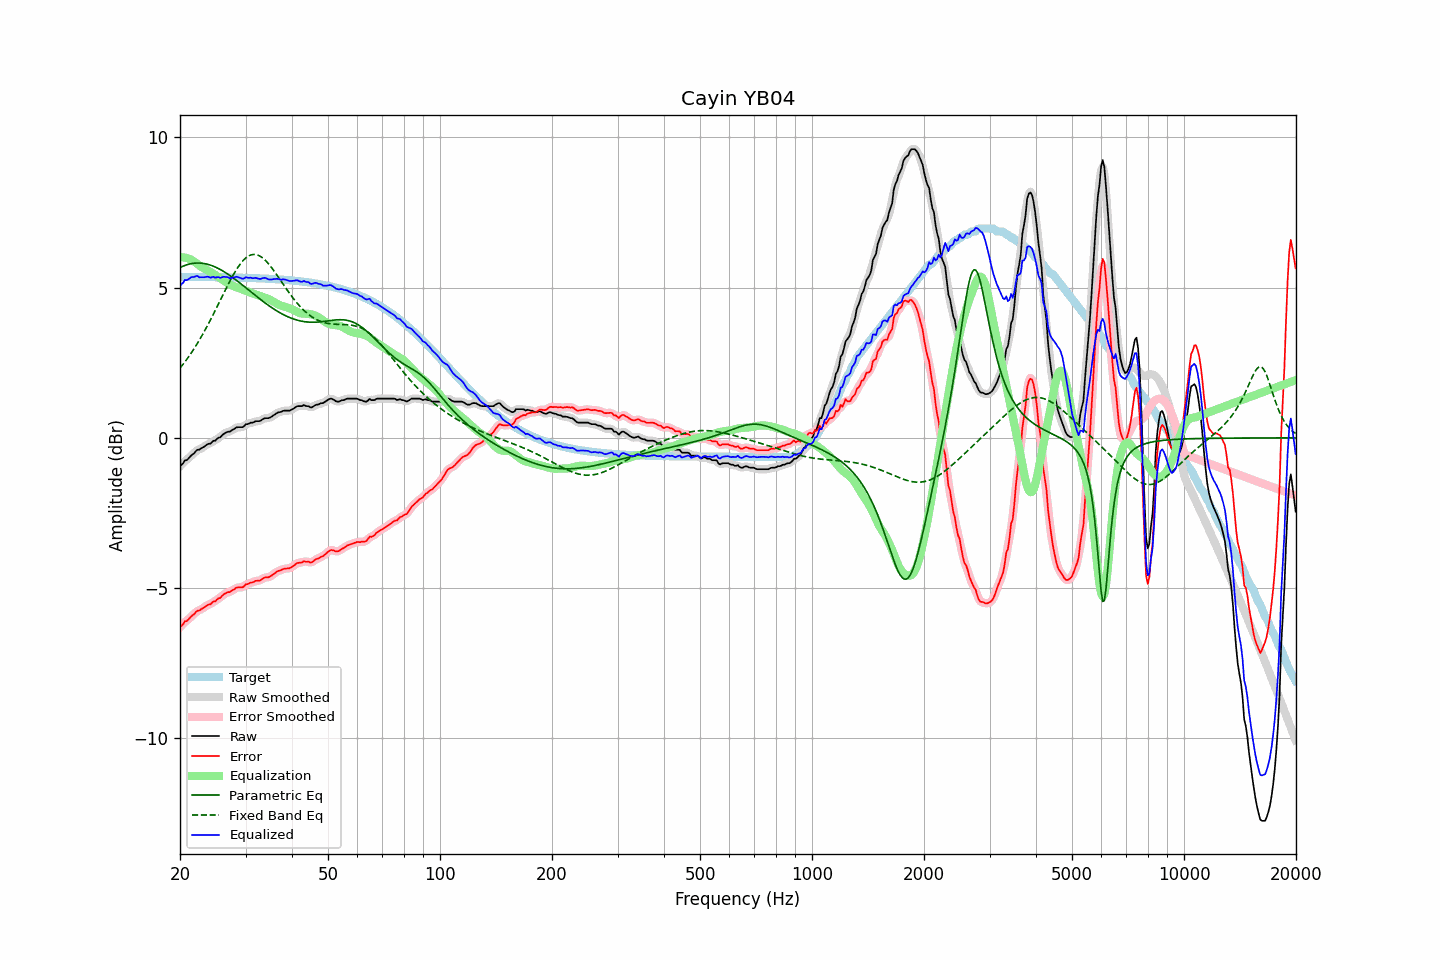 Cayin YB04
10
5
0
−5
−10
Amplitude (dBr)
20
50
100
200
500
1000
2000
5000
10000
20000
Frequency (Hz)
Target
Raw Smoothed
Error Smoothed
Raw
Error
Equalization
Parametric Eq
Fixed Band Eq
Equalized